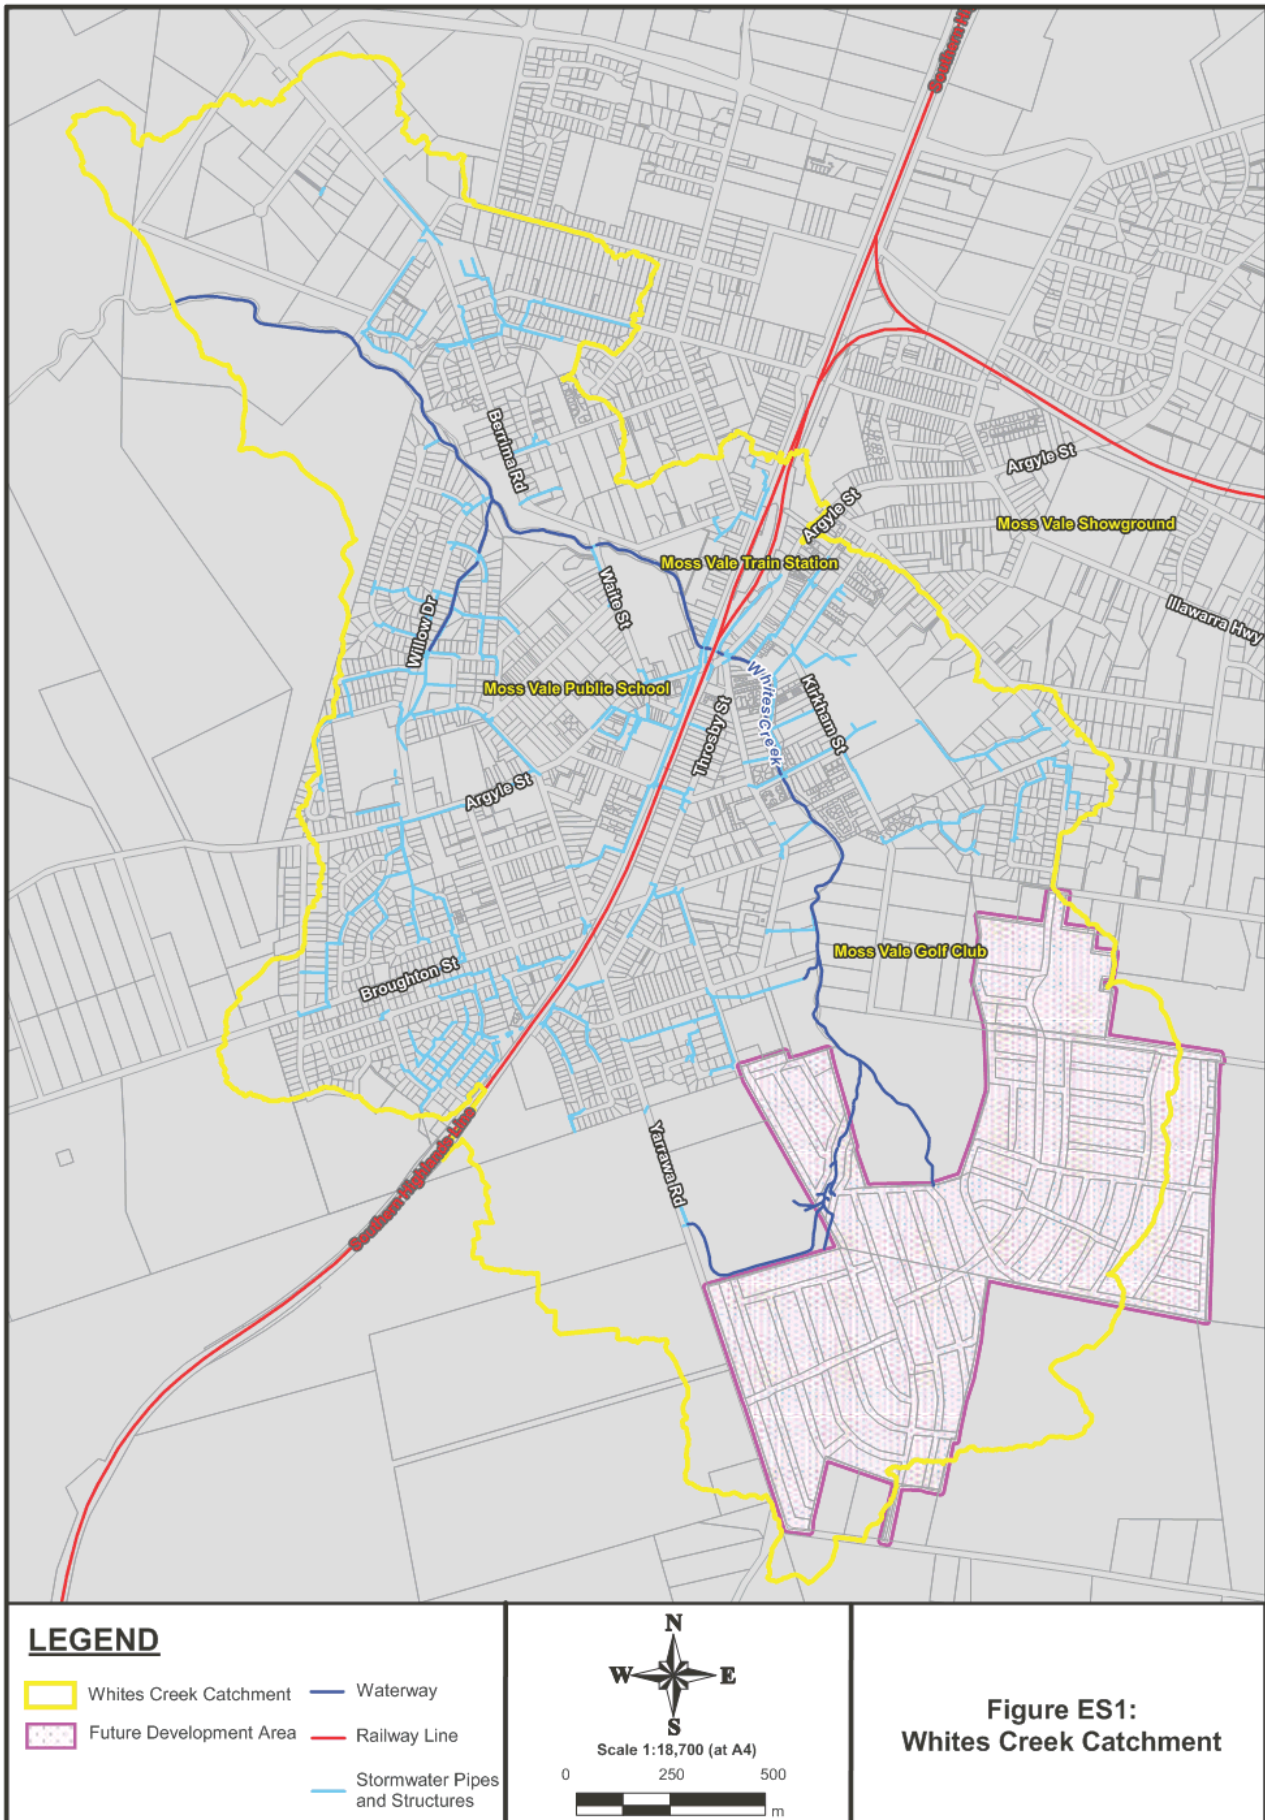 Southern Hi
Berrima Rd
Argyle St
Argyle St
Moss Vale Showground
Moss Vale Train Station
Waite St
Illawarra Hwy
Willow Dr
Whites Creek
Moss Vale Public School
Kirkham St
Throsby St
Argyle St
Moss Vale Golf Club
Broughton St
Southern Highlands Line
Yarrawa Rd
LEGEND
Whites Creek Catchment
Future Development Area
Waterway
Railway Line
Stormwater Pipes
and Structures
N
W E
S
Scale 1:18,700 (at A4)
0 250 500
m
Figure ES1:
Whites Creek Catchment